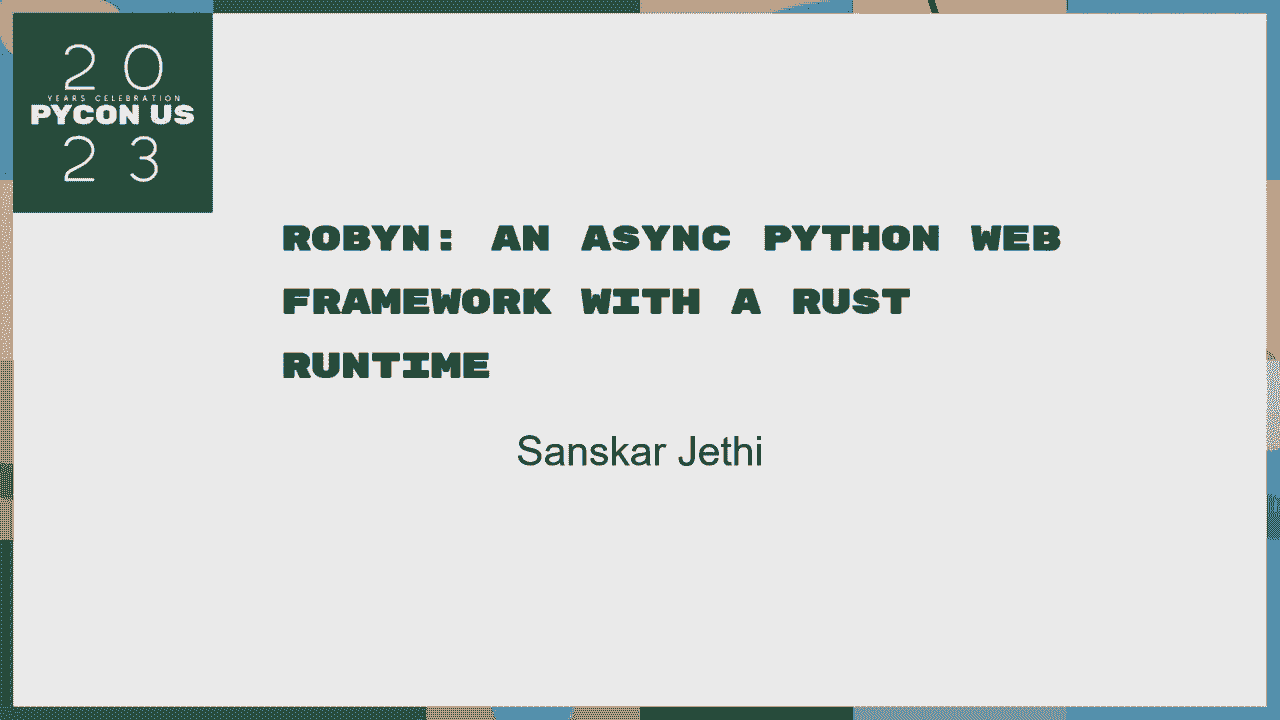 20
YEARS CELEBRATION
PYCON US
23
ROBYN: AN ASYNC PYTHON WEB
FRAMEWORK WITH A RUST
RUNTIME
Sanskar Jethi